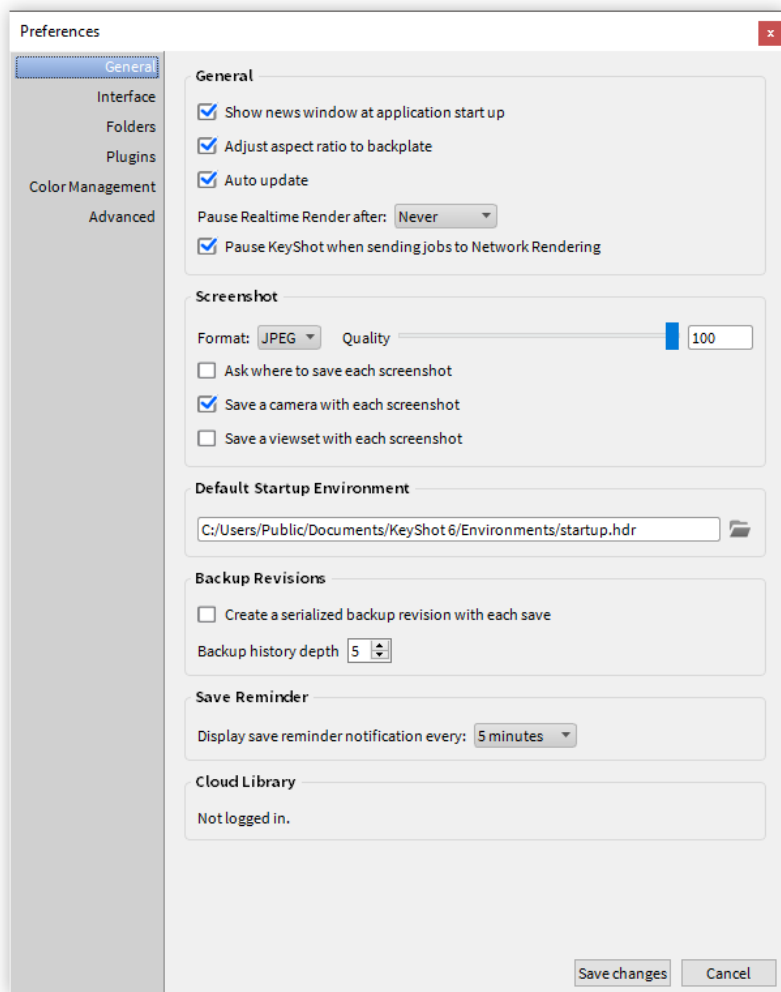 Preferences
x
General
Interface
Folders
Plugins
Color Management
Advanced
General
Show news window at application start up
Adjust aspect ratio to backplate
Auto update
Pause Realtime Render after: Never
Pause KeyShot when sending jobs to Network Rendering
Screenshot
Format: JPEG Quality 100
Ask where to save each screenshot
Save a camera with each screenshot
Save a viewset with each screenshot
Default Startup Environment
C:/Users/Public/Documents/KeyShot 6/Environments/startup.hdr
Backup Revisions
Create a serialized backup revision with each save
Backup history depth 5
Save Reminder
Display save reminder notification every: 5 minutes
Cloud Library
Not logged in.
Save changes Cancel